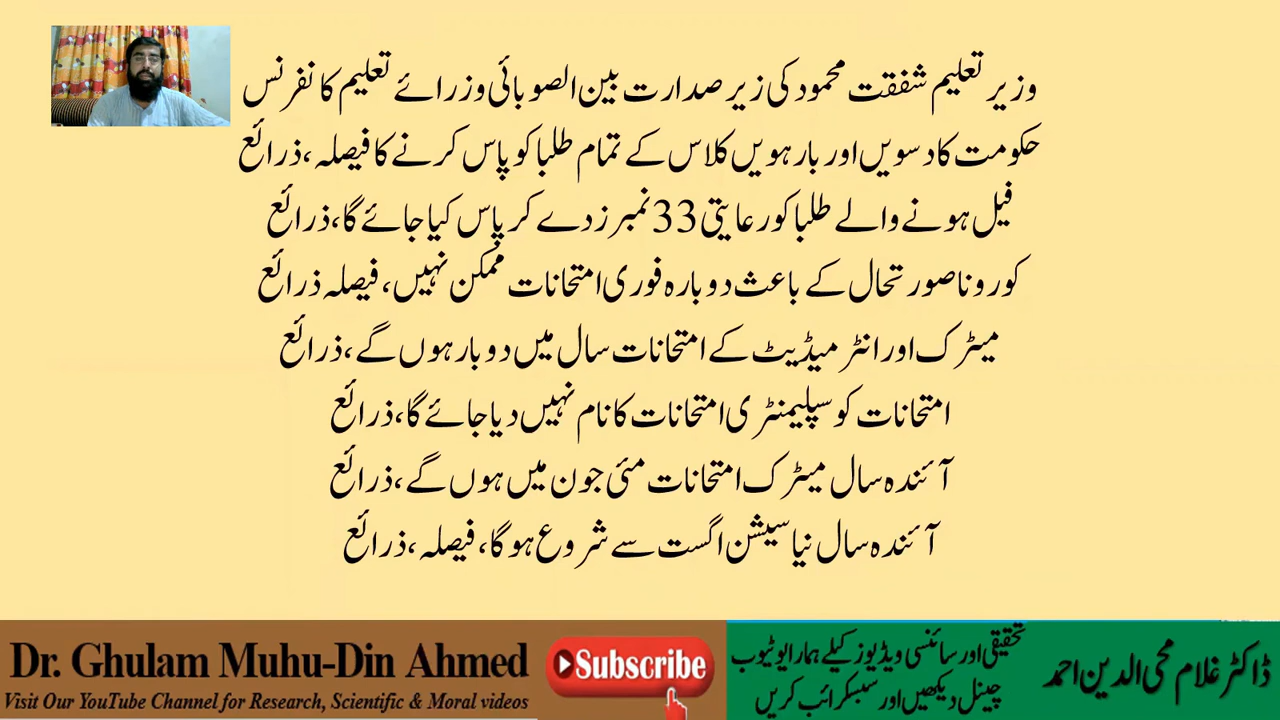 وزیر تعلیم شفقت محمود کی زیر صدارت بین الصوبائی وزرائے تعلیم کانفرنس
حکومت کا دسویں اور بارہویں کلاس کے تمام طلبا کو پاس کرنے کا فیصلہ، ذرائع
فیل ہونے والے طلبا کو رعایتی 33 نمبرز دے کر پاس کیا جائے گا، ذرائع
کورونا صورتحال کے باعث دوبارہ فوری امتحانات ممکن نہیں، فیصلہ ذرائع
میٹرک اور انٹر میڈیٹ کے امتحانات سال میں دو بار ہوں گے، ذرائع
امتحانات کو سپلیمنٹری امتحانات کا نام نہیں دیا جائے گا، ذرائع
آئندہ سال میٹرک امتحانات مئی جون میں ہوں گے، ذرائع
آئندہ سال نیا سیشن اگست سے شروع ہوگا، فیصلہ، ذرائع
Dr. Ghulam Muhu-Din Ahmed
Visit Our YouTube Channel for Research, Scientific & Moral videos
Subscribe
ڈاکٹر غلام محی الدین احمد
تحقیقی اور سائنسی ویڈیوز کیلئے ہمارا یوٹیوب
چینل دیکھیں اور سبسکرائب کریں